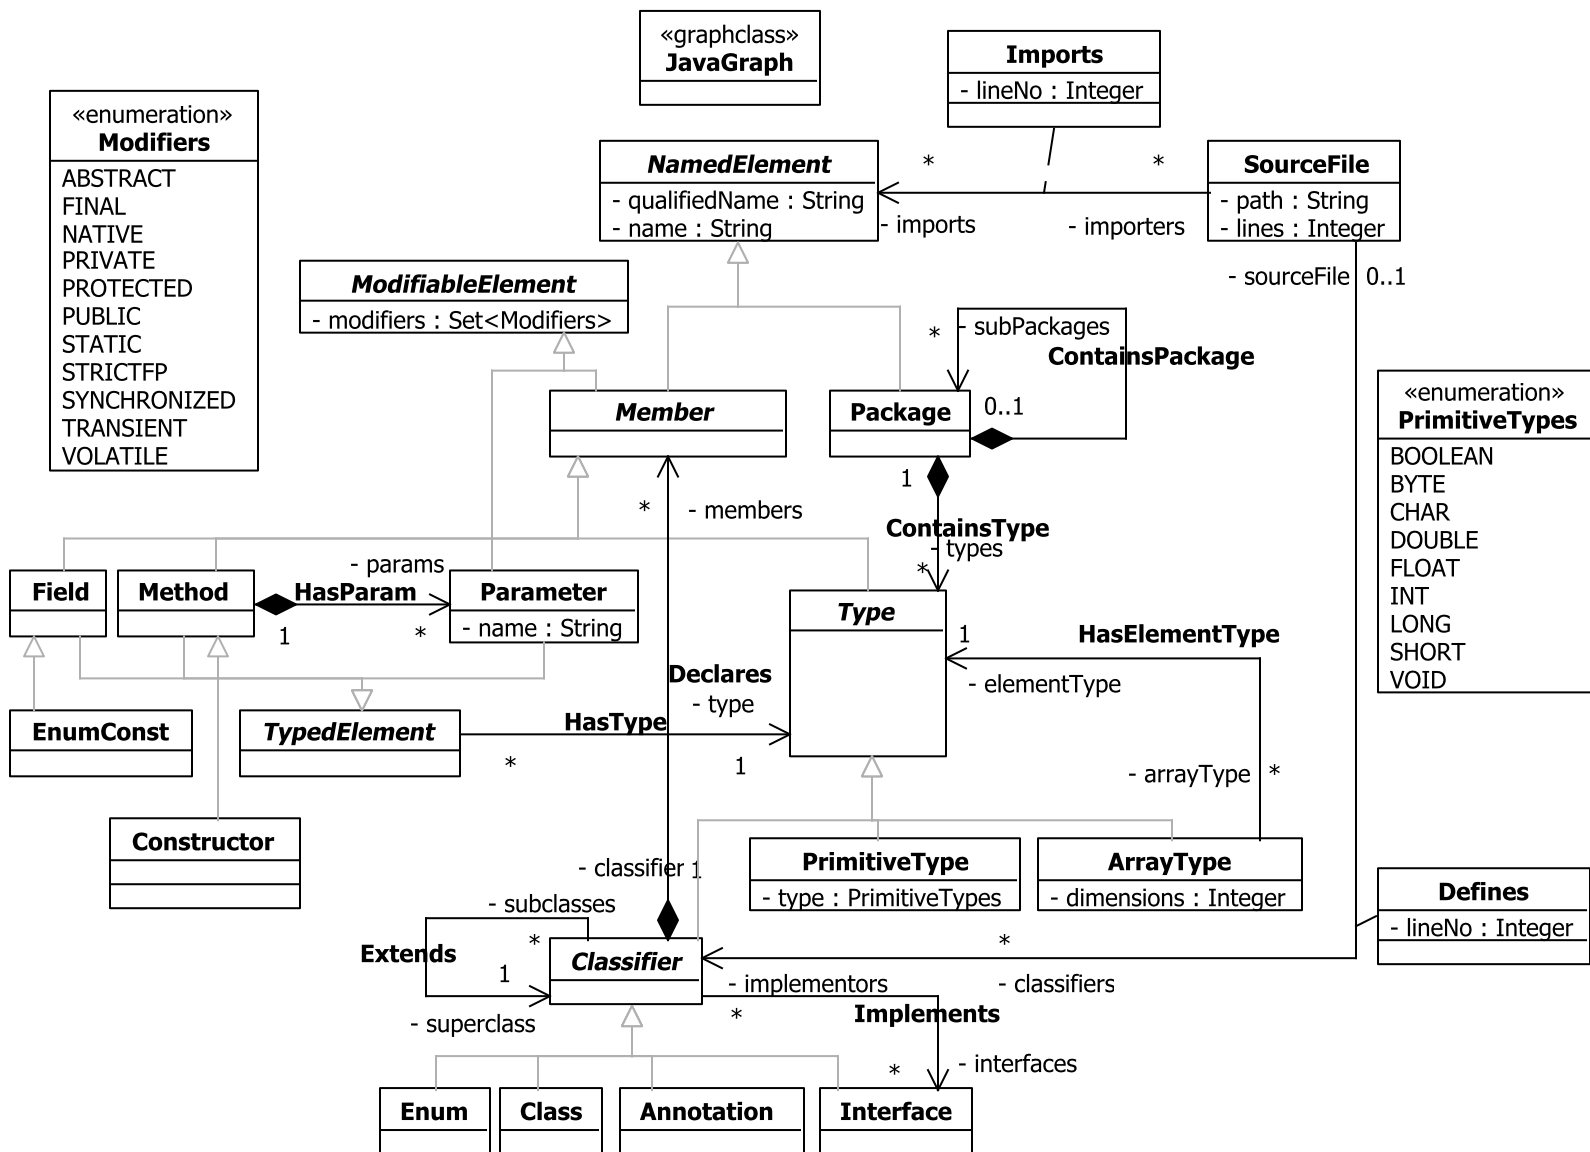 «graphclass»
JavaGraph
Imports
- lineNo : Integer
«enumeration»
Modifiers
ABSTRACT
FINAL
NATIVE
PRIVATE
PROTECTED
PUBLIC
STATIC
STRICTFP
SYNCHRONIZED
TRANSIENT
VOLATILE
NamedElement
- qualifiedName : String
- name : String
*
*
- imports
- importers
SourceFile
- path : String
- lines : Integer
- sourceFile
0..1
ModifiableElement
- modifiers : Set<Modifiers>
*
- subPackages
ContainsPackage
Member
Package
0..1
«enumeration»
PrimitiveTypes
BOOLEAN
BYTE
CHAR
DOUBLE
FLOAT
INT
LONG
SHORT
VOID
*
- members
1
ContainsType
- types
*
Field
Method
- params
HasParam
1
*
Parameter
- name : String
Type
1
HasElementType
- elementType
Declares
- type
EnumConst
TypedElement
HasType
*
1
- arrayType
*
Constructor
- classifier
1
PrimitiveType
- type : PrimitiveTypes
ArrayType
- dimensions : Integer
Defines
- lineNo : Integer
- subclasses
*
Extends
1
- superclass
Classifier
*
- implementors
- classifiers
*
Implements
*
- interfaces
Enum
Class
Annotation
Interface